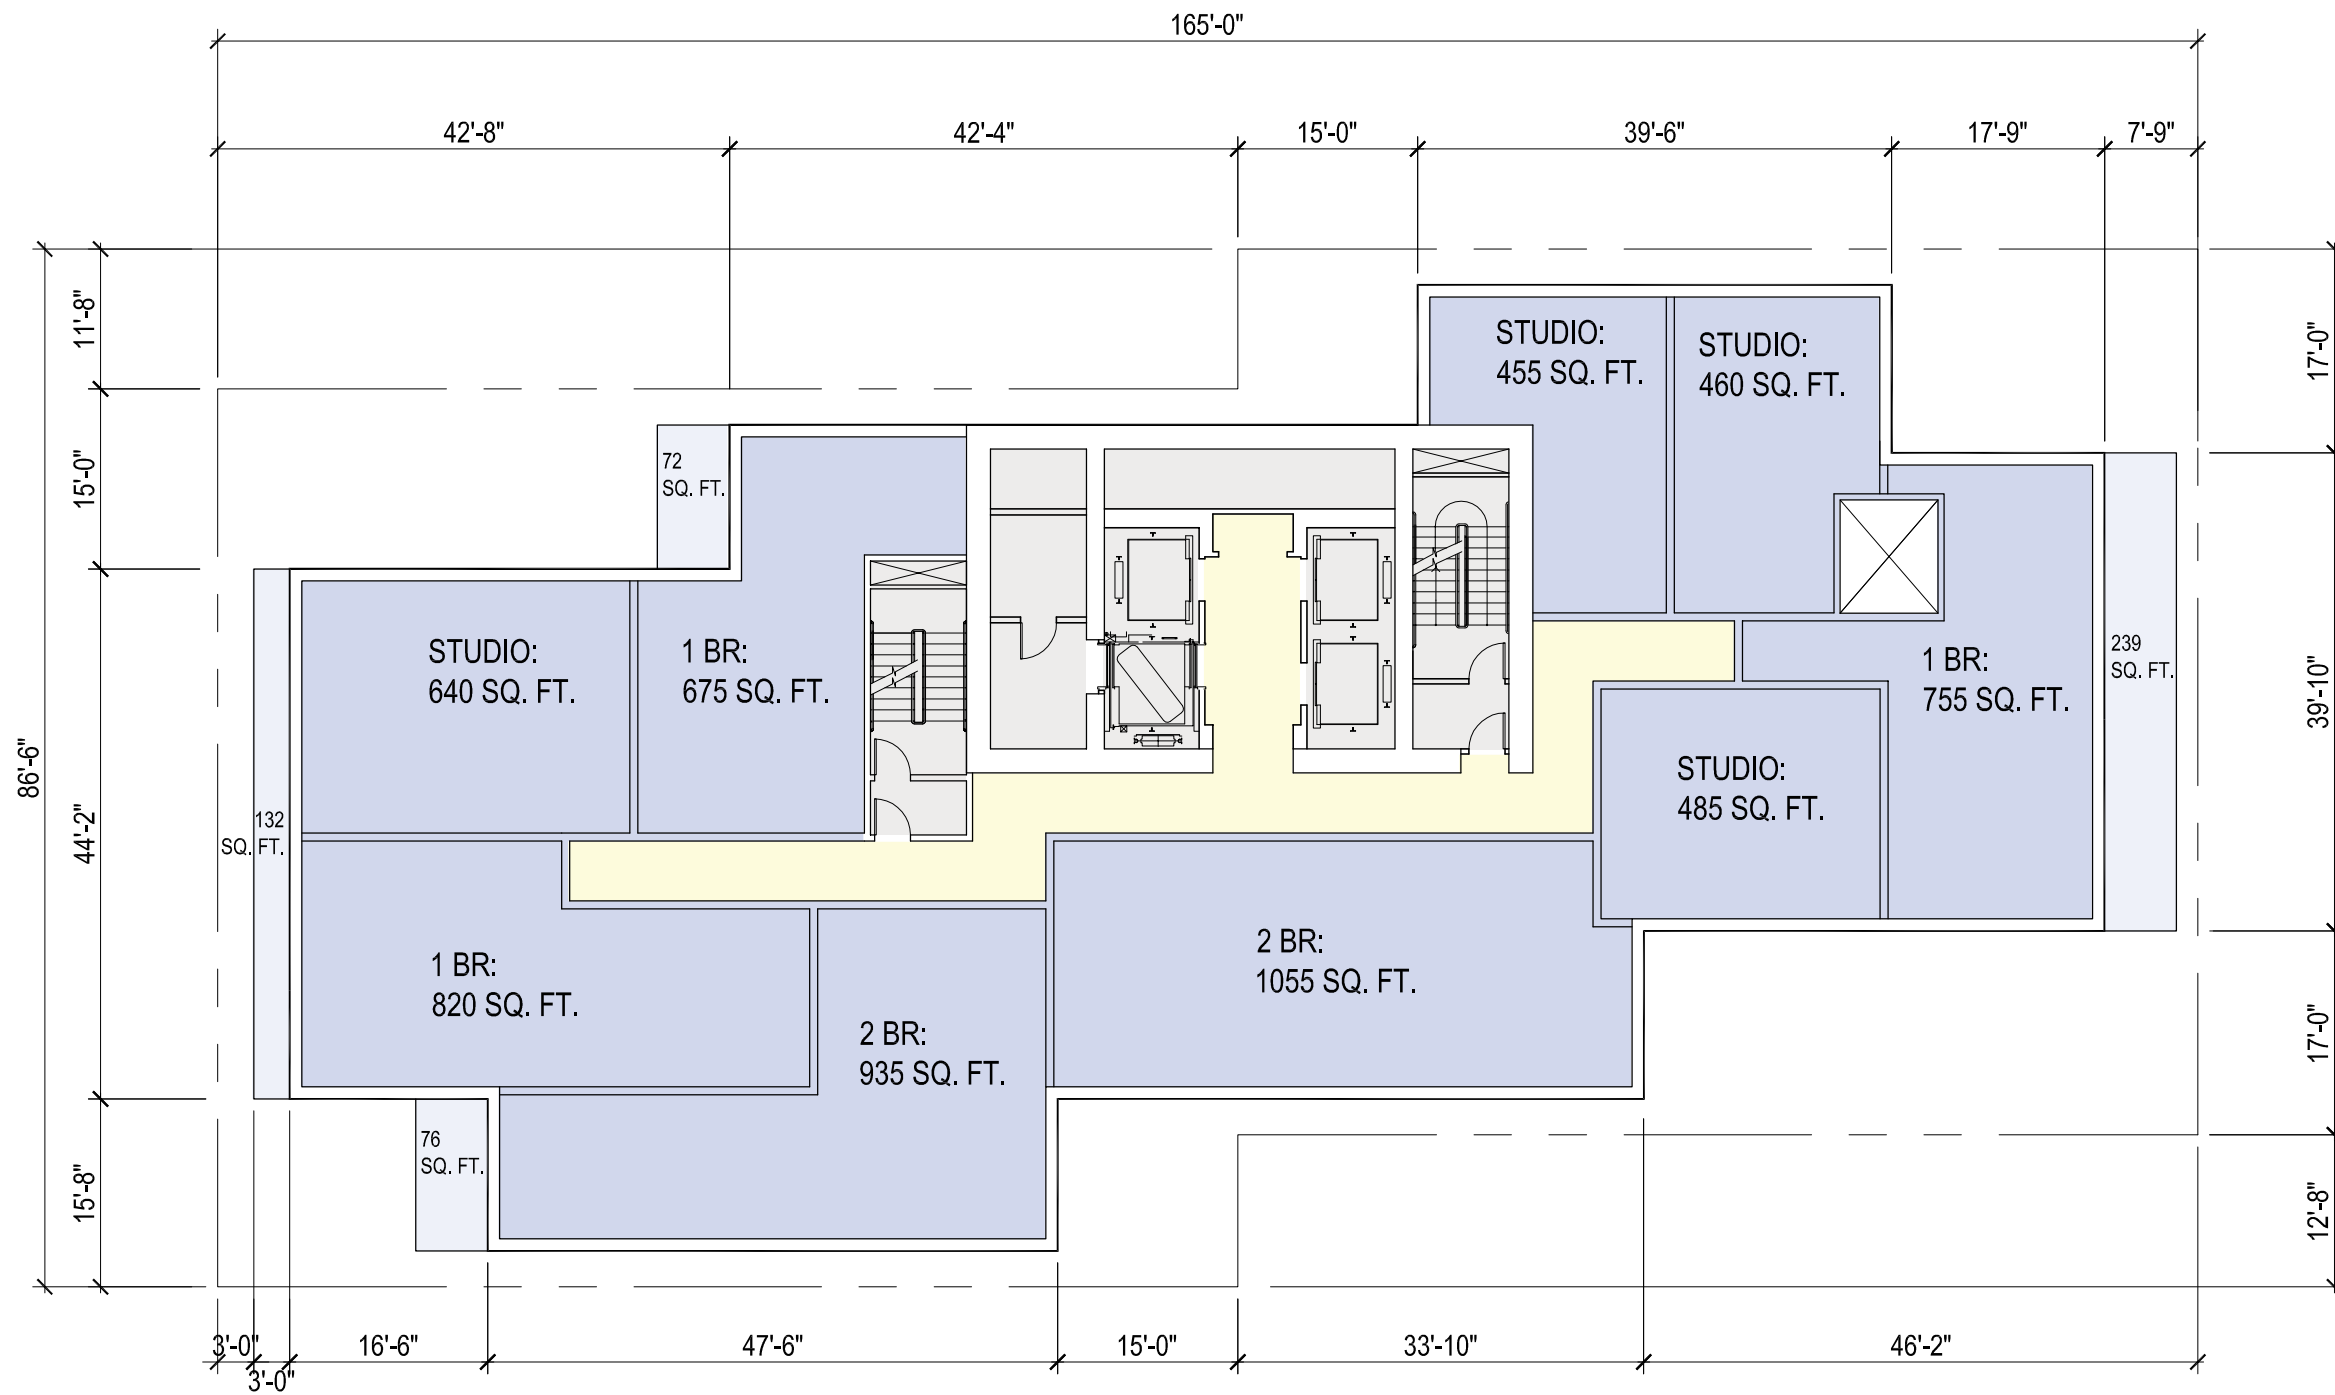 165'-0"
42'-8"
42'-4"
15'-0"
39'-6"
17'-9"
7'-9"
11'-8"
15'-0"
86'-6"
44'-2"
15'-8"
17'-0"
39'-10"
17'-0"
12'-8"
STUDIO:
455 SQ. FT.
STUDIO:
460 SQ. FT.
72
SQ. FT.
STUDIO:
640 SQ. FT.
1 BR:
675 SQ. FT.
1 BR:
755 SQ. FT.
239
SQ. FT.
STUDIO:
485 SQ. FT.
132
SQ. FT.
1 BR:
820 SQ. FT.
2 BR:
935 SQ. FT.
2 BR:
1055 SQ. FT.
76
SQ. FT.
3'-0"
3'-0"
16'-6"
47'-6"
15'-0"
33'-10"
46'-2"